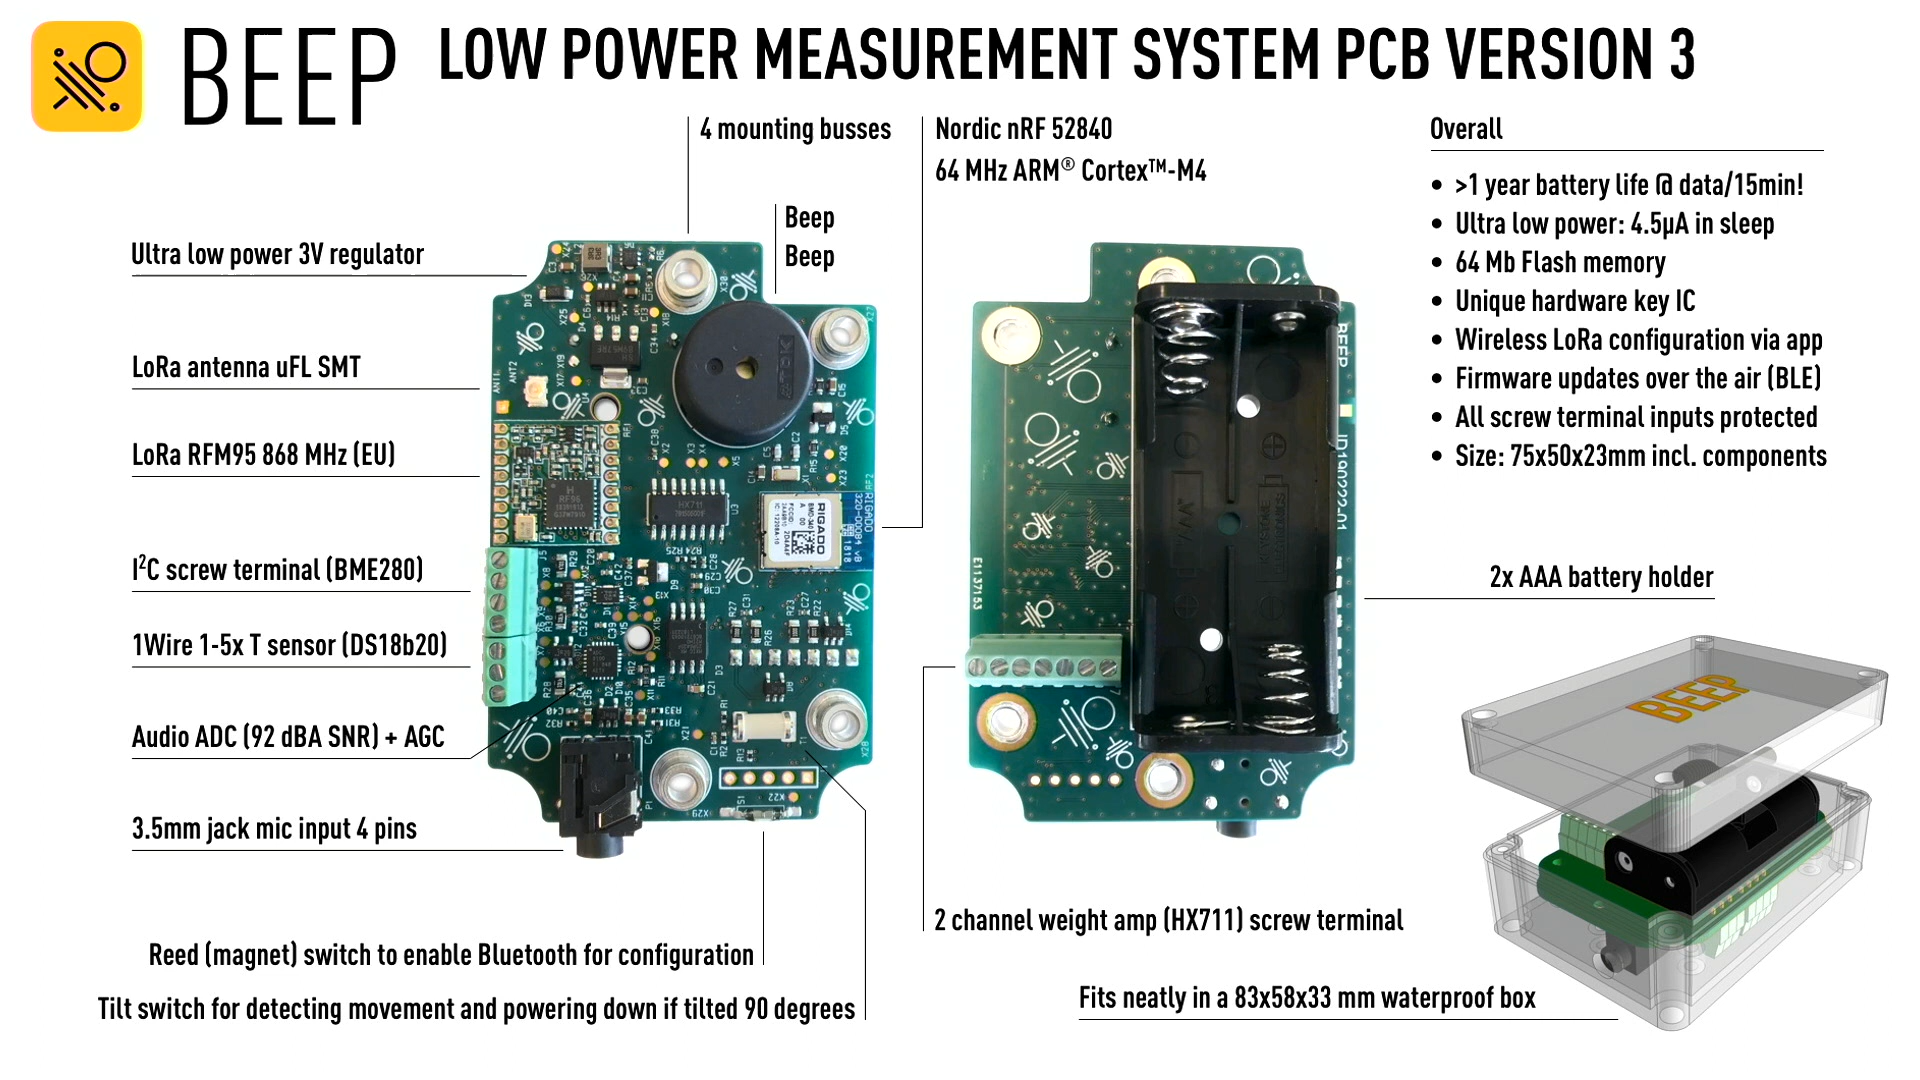 BEEP LOW POWER MEASUREMENT SYSTEM PCB VERSION 3
4 mounting busses
Nordic nRF 52840
64 MHz ARM® Cortex™-M4
Beep
Beep
Overall
• >1 year battery life @ data/15min!
• Ultra low power: 4.5µA in sleep
• 64 Mb Flash memory
• Unique hardware key IC
• Wireless LoRa configuration via app
• Firmware updates over the air (BLE)
• All screw terminal inputs protected
• Size: 75x50x23mm incl. components
Ultra low power 3V regulator
LoRa antenna uFL SMT
LoRa RFM95 868 MHz (EU)
I²C screw terminal (BME280)
1Wire 1-5x T sensor (DS18b20)
Audio ADC (92 dBA SNR) + AGC
3.5mm jack mic input 4 pins
Reed (magnet) switch to enable Bluetooth for configuration
Tilt switch for detecting movement and powering down if tilted 90 degrees
HX711
RIGADO
RF96
ANT2
E113753
BEEP
2x AAA battery holder
2 channel weight amp (HX711) screw terminal
BEEP
Fits neatly in a 83x58x33 mm waterproof box